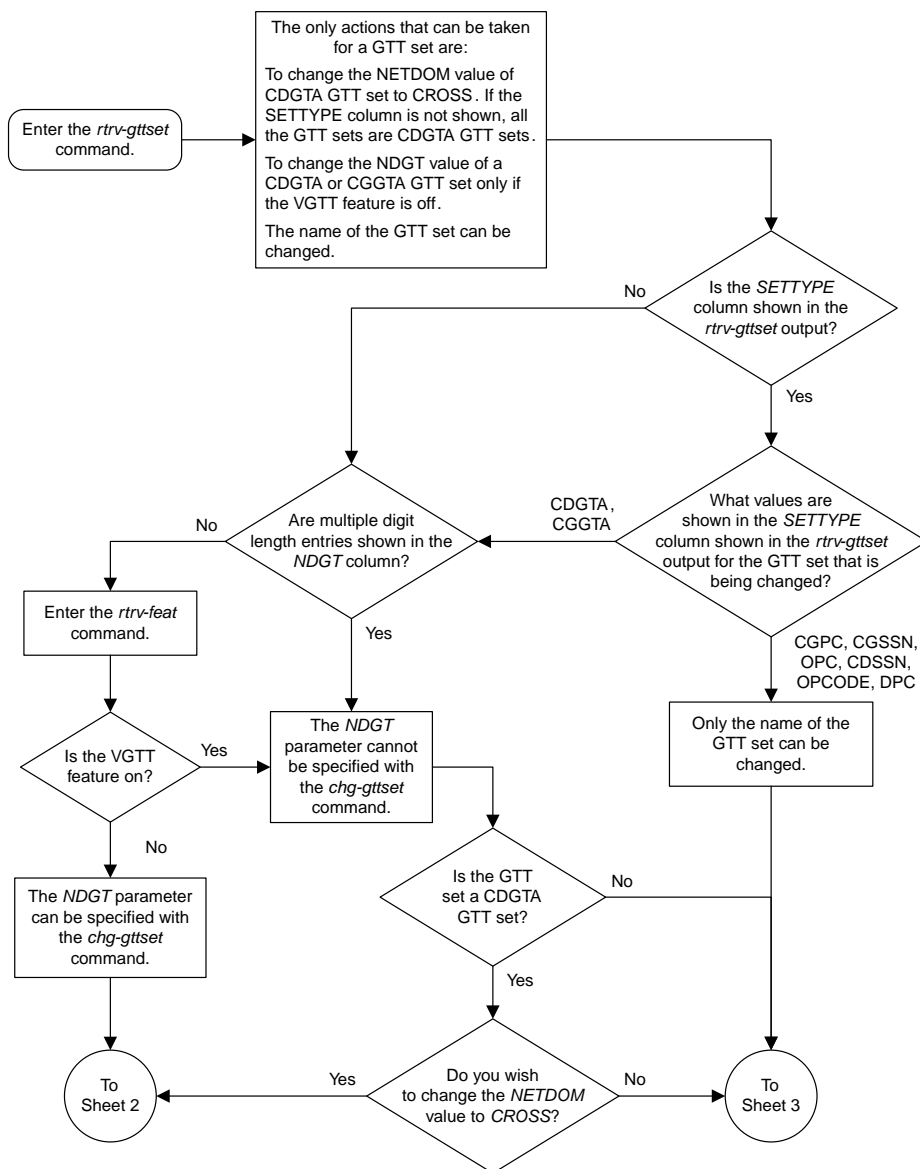 The only actions that can be taken
for a GTT set are:
To change the NETDOM value of
CDGTA GTT set to CROSS. If the
SETTYPE column is not shown, all
the GTT sets are CDGTA GTT sets.
To change the NDGT value of a
CDGTA or CGGTA GTT set only if
the VGTT feature is off.
The name of the GTT set can be
changed.
Enter the rtrv-gttset
command.
Is the SETTYPE
column shown in the
rtrv-gttset output?
No
Yes
What values are
shown in the SETTYPE
column shown in the rtrv-gttset
output for the GTT set that is
being changed?
CDGTA,
CGGTA
Are multiple digit
length entries shown in the
NDGT column?
No
Yes
CGPC, CGSSN,
OPC, CDSSN,
OPCODE, DPC
Enter the rtrv-feat
command.
Only the name of the
GTT set can be
changed.
The NDGT
parameter cannot
be specified with
the chg-gttset
command.
Is the VGTT
feature on?
Yes
No
The NDGT parameter
can be specified with
the chg-gttset
command.
Is the GTT
set a CDGTA
GTT set?
No
Yes
Do you wish
to change the NETDOM
value to CROSS?
Yes
No
To
Sheet 2
To
Sheet 3